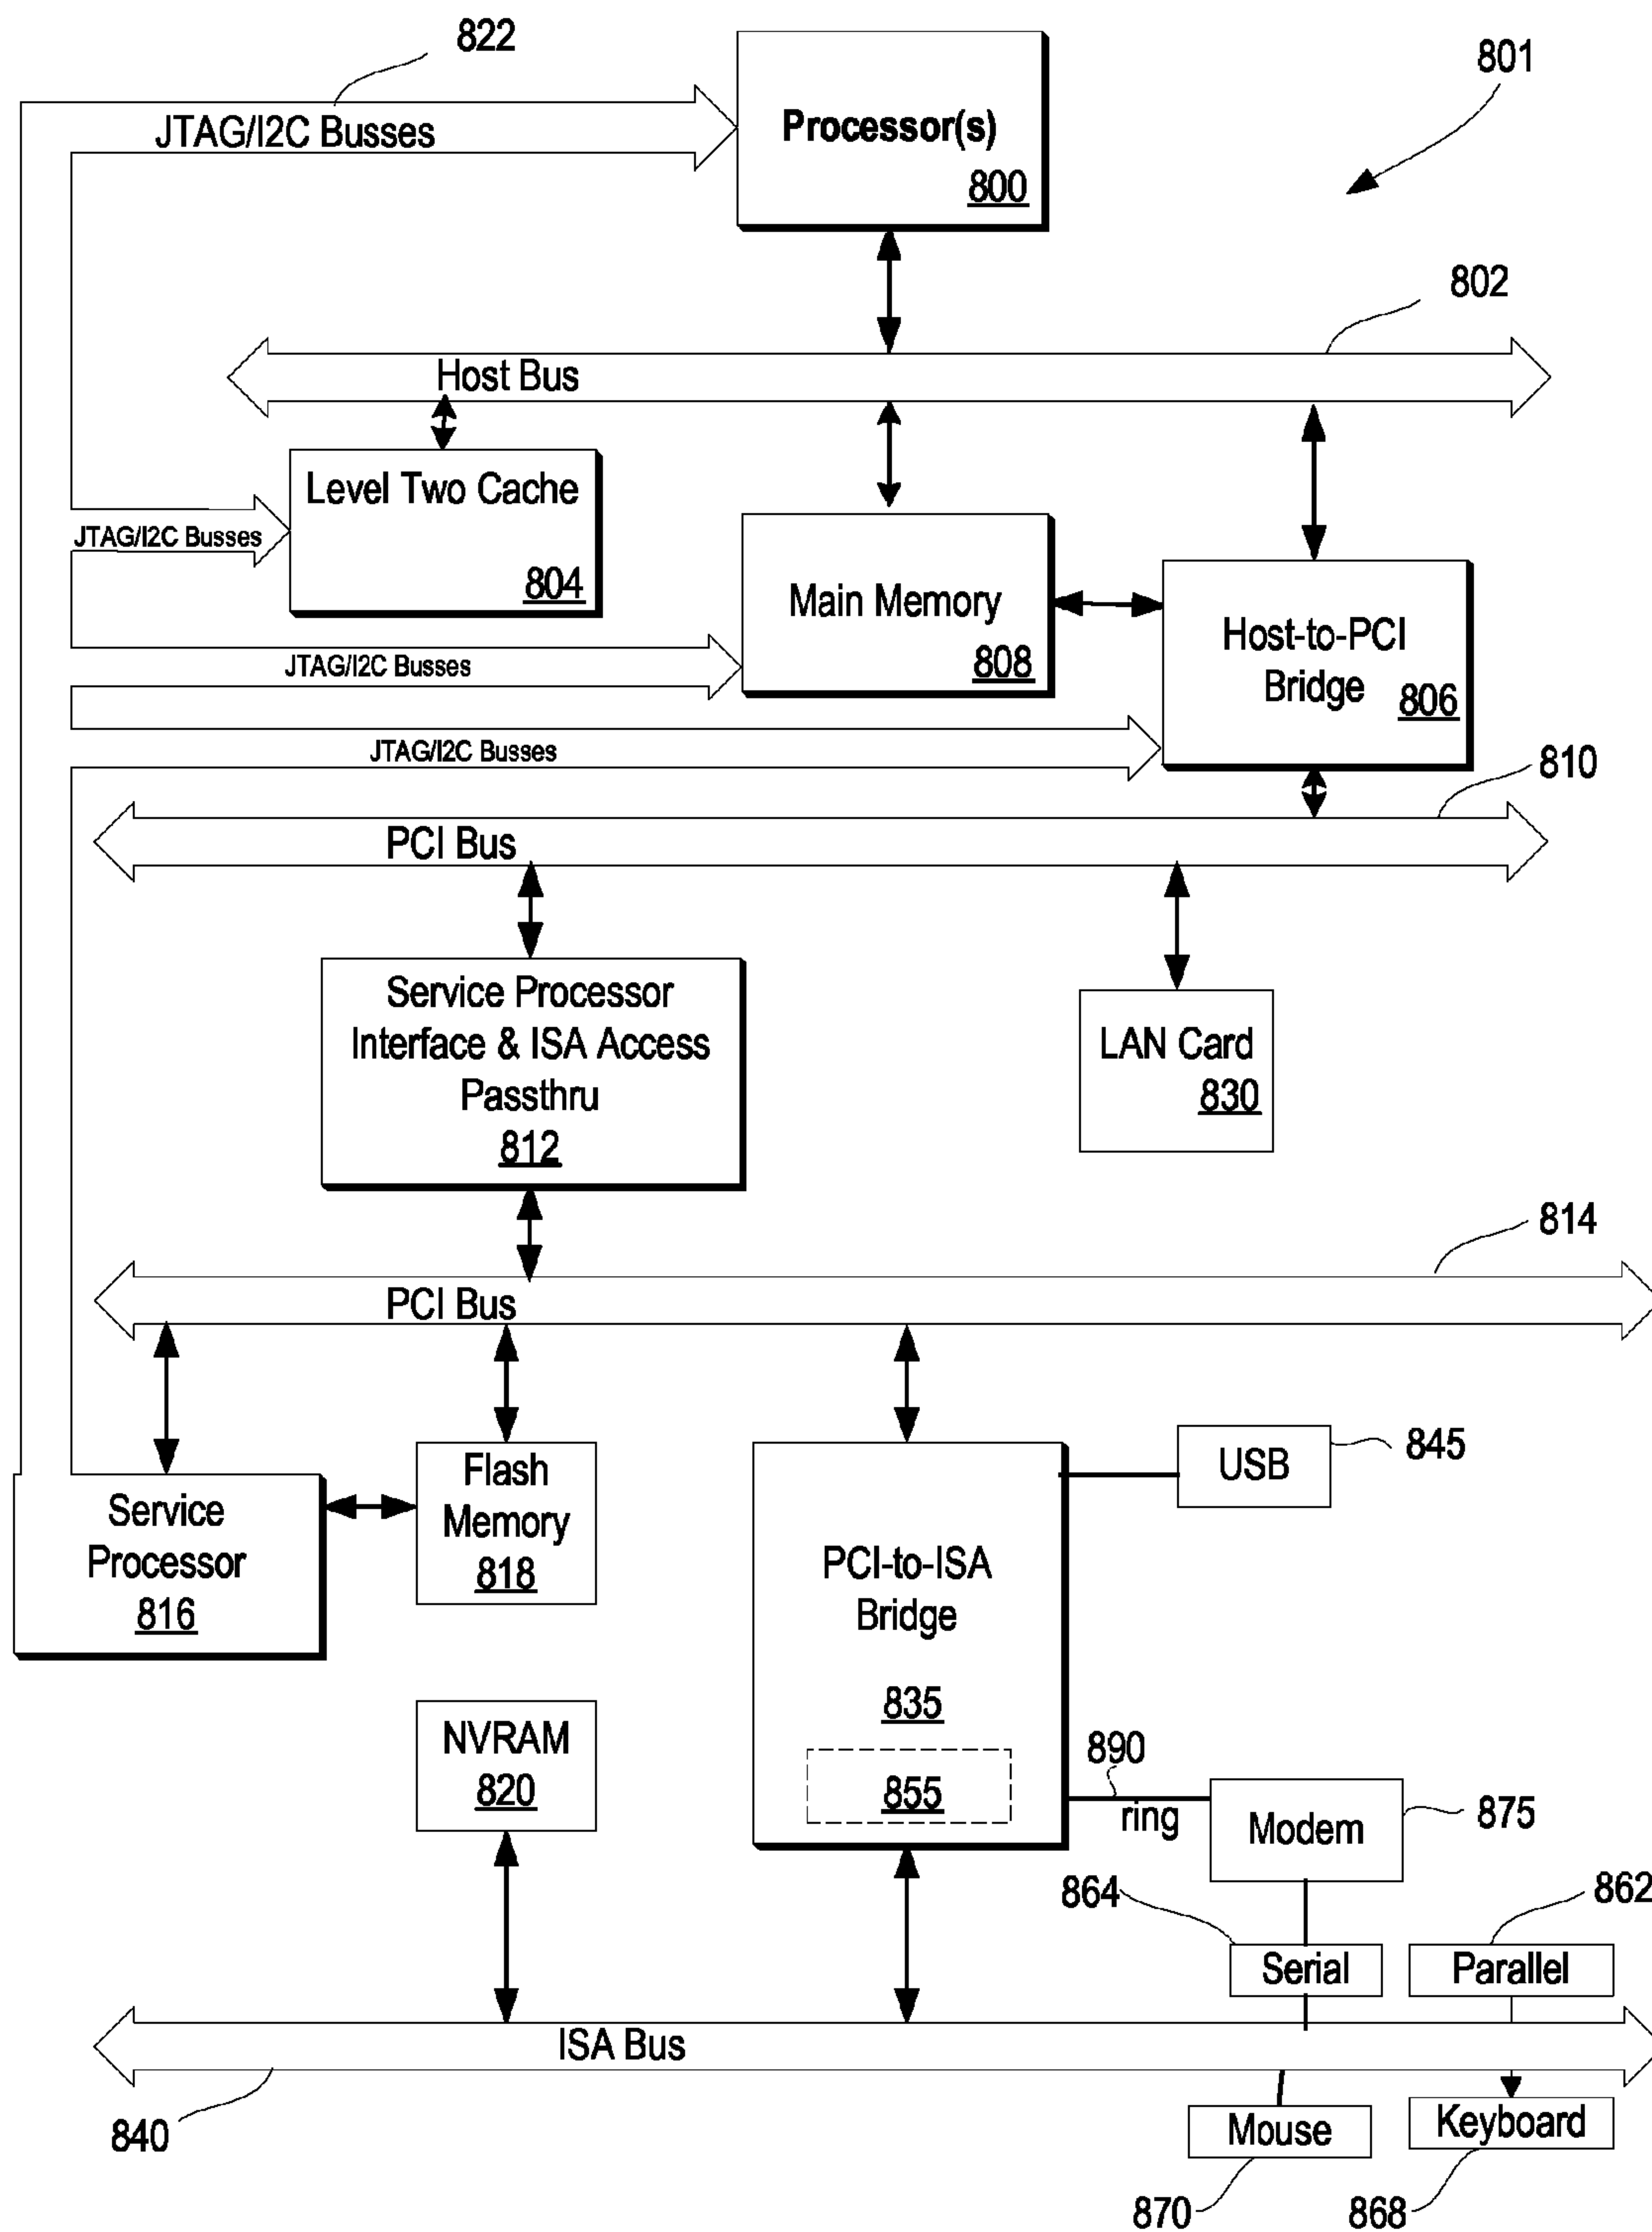 822
801
JTAG/I2C Busses
Processor(s)
800
802
Host Bus
Level Two Cache
804
JTAG/I2C Busses
Main Memory
808
Host-to-PCI
Bridge
806
JTAG/I2C Busses
JTAG/I2C Busses
810
PCI Bus
Service Processor
Interface & ISA Access
Passthru
812
LAN Card
830
814
PCI Bus
Service
Processor
816
Flash
Memory
818
USB
845
PCI-to-ISA
Bridge
835
855
NVRAM
820
890
ring
Modem
875
864
862
Serial
Parallel
ISA Bus
840
Mouse
Keyboard
870
868